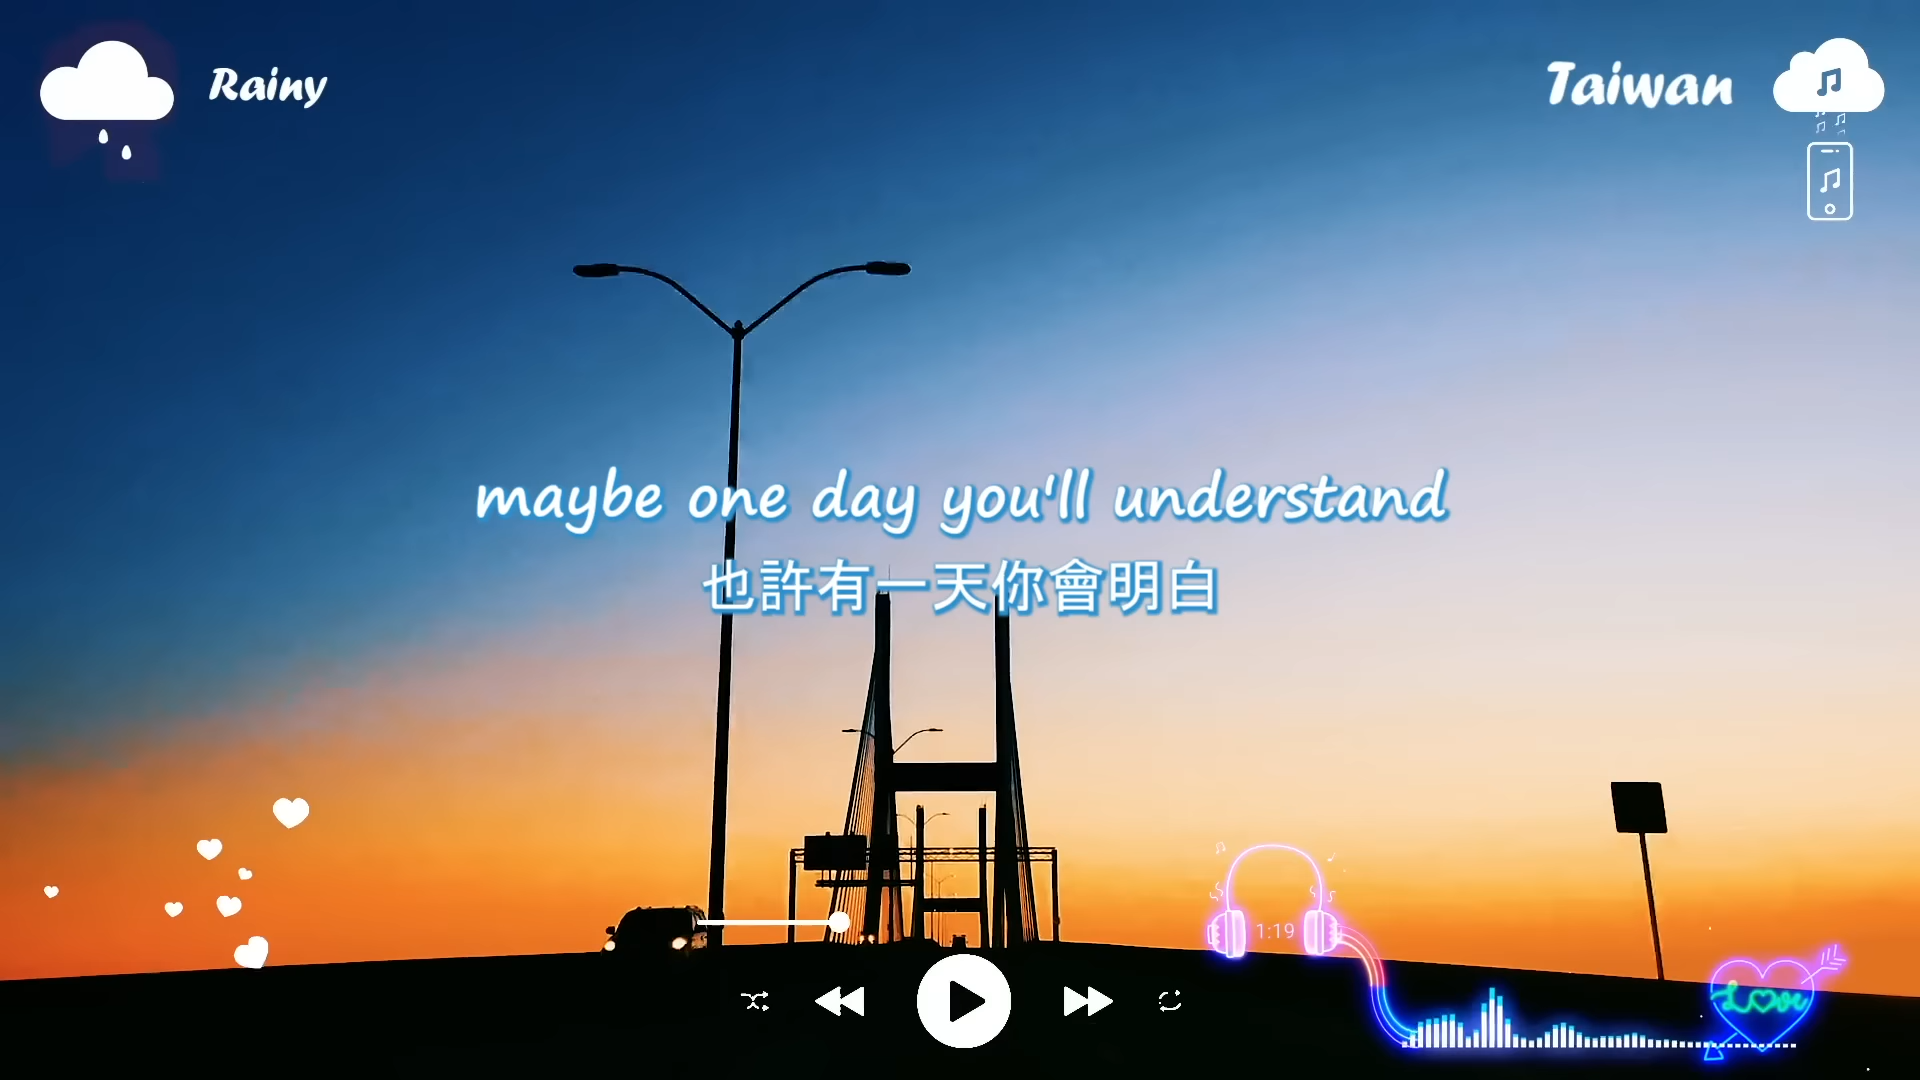 Rainy
Taiwan
maybe one day you'll understand
也許有一天你會明白
1:19
Love